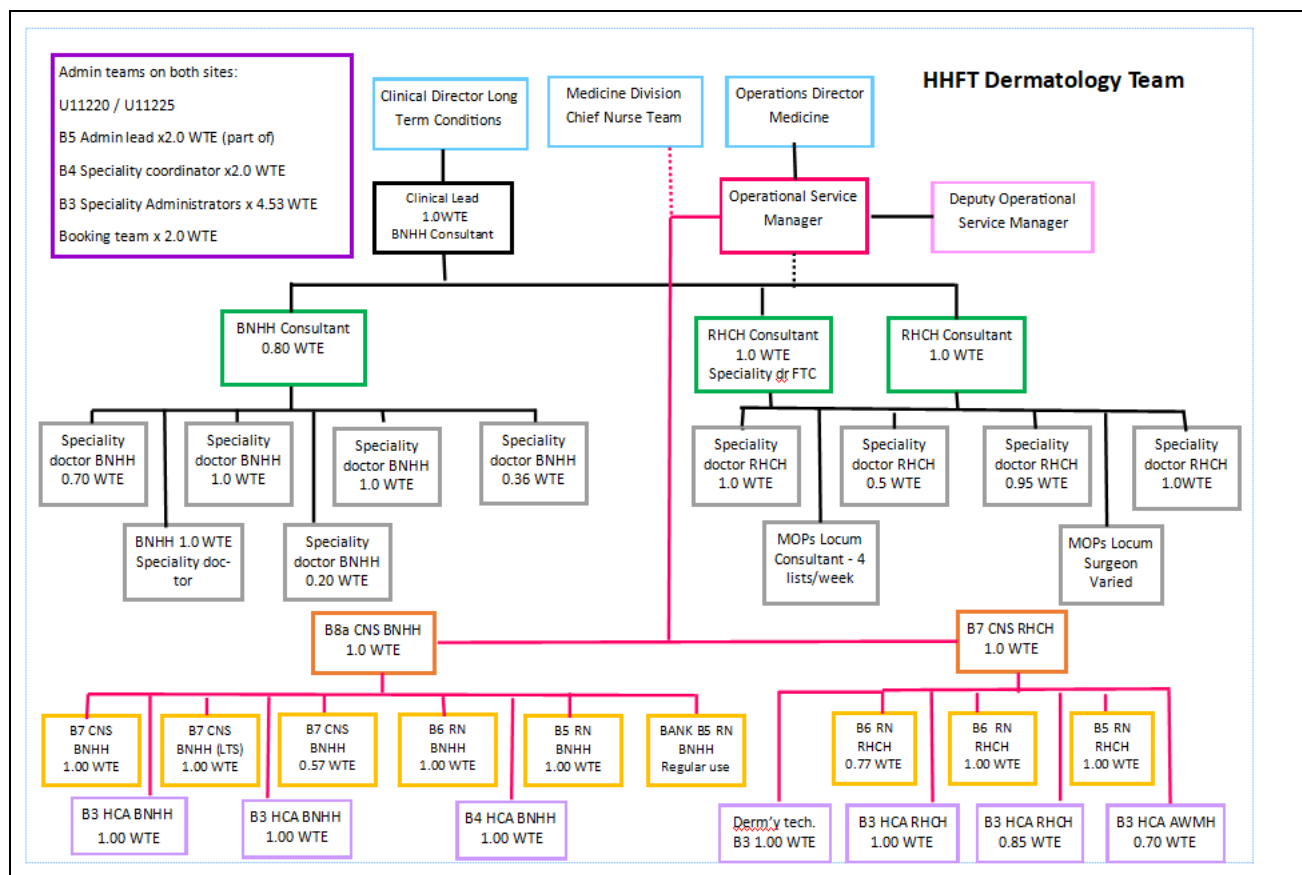 Admin teams on both sites:
U11220 / U11225
B5 Admin lead x2.0 WTE (part of)
B4 Speciality coordinator x2.0 WTE
B3 Speciality Administrators x 4.53 WTE
Booking team x 2.0 WTE
Clinical Director Long
Term Conditions
Medicine Division
Chief Nurse Team
Operations Director
Medicine
HHFT Dermatology Team
Clinical Lead
1.0WTE
BNHH Consultant
Operational Service
Manager
Deputy Operational
Service Manager
BNHH Consultant
0.80 WTE
RHCH Consultant
1.0 WTE
Speciality dr FTC
RHCH Consultant
1.0 WTE
Speciality
doctor BNHH
0.70 WTE
Speciality
doctor BNHH
1.0 WTE
Speciality
doctor BNHH
1.0 WTE
Speciality
doctor BNHH
0.36 WTE
Speciality
doctor RHCH
1.0 WTE
Speciality
doctor RHCH
0.5 WTE
Speciality
doctor RHCH
0.95 WTE
Speciality
doctor RHCH
1.0WTE
BNHH 1.0 WTE
Speciality doc-
tor
Speciality
doctor BNHH
0.20 WTE
MOPs Locum
Consultant - 4
lists/week
MOPs Locum
Surgeon
Varied
B8a CNS BNHH
1.0 WTE
B7 CNS RHCH
1.0 WTE
B7 CNS
BNHH
1.00 WTE
B7 CNS
BNHH (LTS)
1.00 WTE
B7 CNS
BNHH
0.57 WTE
B6 RN
BNHH
1.00 WTE
B5 RN
BNHH
1.00 WTE
BANK B5 RN
BNHH
Regular use
B6 RN
RHCH
0.77 WTE
B6 RN
RHCH
1.00 WTE
B5 RN
RHCH
1.00 WTE
B3 HCA BNHH
1.00 WTE
B3 HCA BNHH
1.00 WTE
B4 HCA BNHH
1.00 WTE
Derm'y tech.
B3 1.00 WTE
B3 HCA RHCH
1.00 WTE
B3 HCA RHCH
0.85 WTE
B3 HCA AWMH
0.70 WTE